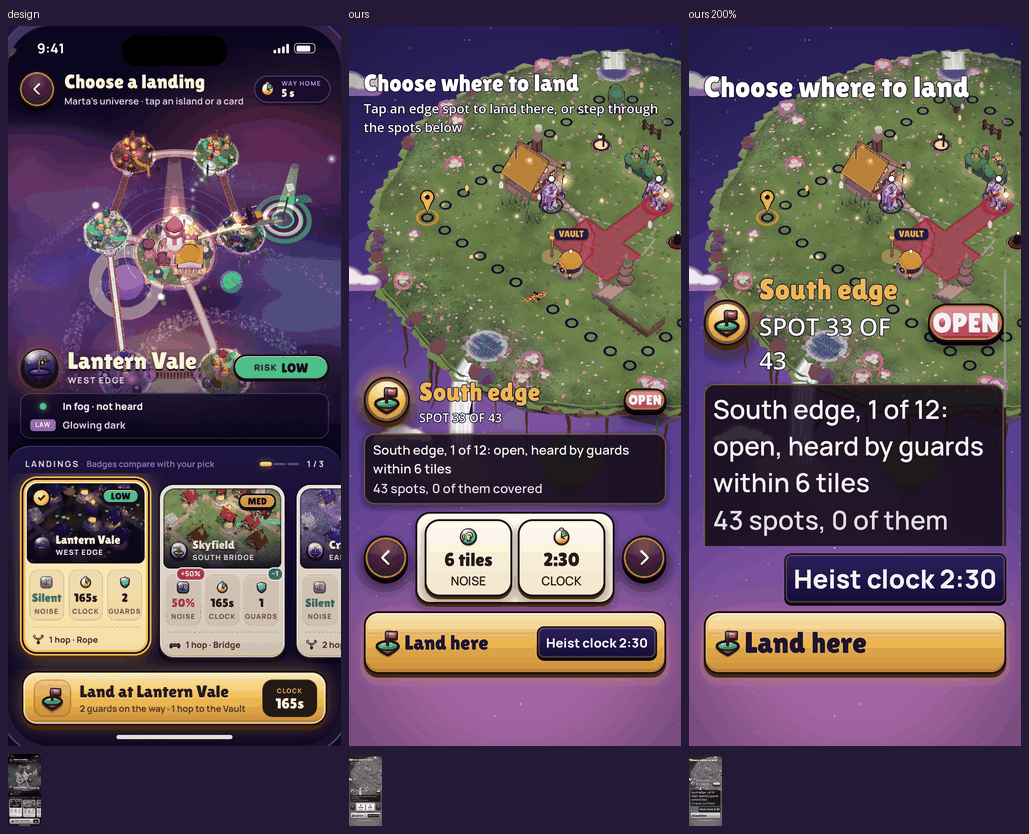 design
9:41
Choose a landing
Marta's universe · tap an island or a card
WAY HOME
5 s
Lantern Vale
WEST EDGE
RISK LOW
In fog · not heard
LAW Glowing dark
LANDINGS Badges compare with your pick 1 / 3
LOW
Lantern Vale
WEST EDGE
Silent
NOISE
165s
CLOCK
2
GUARDS
1 hop · Rope
MED
Skyfield
SOUTH BRIDGE
+50%
−1
50%
NOISE
165s
CLOCK
1
GUARDS
1 hop · Bridge
Cr
EAS
Silent
NOISE
2 ho
Land at Lantern Vale
2 guards on the way · 1 hop to the Vault
CLOCK
165s
ours
Choose where to land
Tap an edge spot to land there, or step through
the spots below
VAULT
South edge
SPOT 33 OF 43
OPEN
South edge, 1 of 12: open, heard by guards
within 6 tiles
43 spots, 0 of them covered
6 tiles
NOISE
2:30
CLOCK
Land here
Heist clock 2:30
ours 200%
Choose where to land
VAULT
South edge
SPOT 33 OF
43
OPEN
South edge, 1 of 12:
open, heard by guards
within 6 tiles
43 spots, 0 of them
Heist clock 2:30
Land here